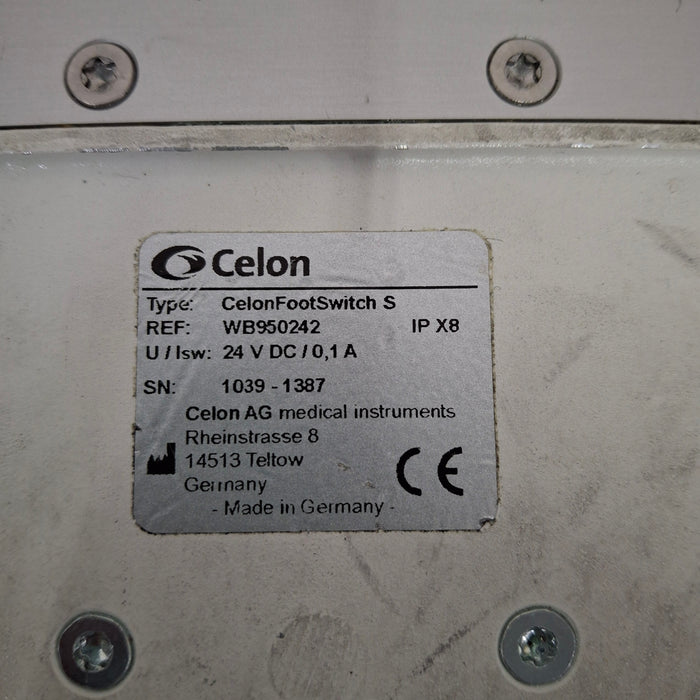 Celon
Type: CelonFootSwitch S
REF: WB950242 IP X8
U / Isw: 24 V DC / 0,1 A
SN: 1039 - 1387
Celon AG medical instruments
Rheinstrasse 8
14513 Teltow
Germany
- Made in Germany -
CE